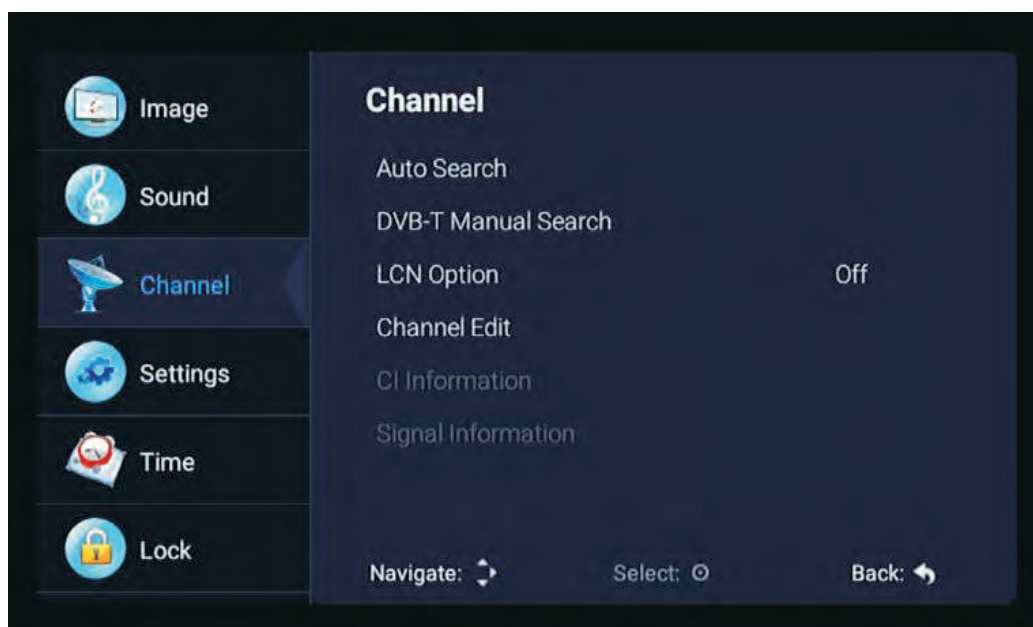 Image
Sound
Channel
Settings
Time
Lock
Channel
Auto Search
DVB-T Manual Search
LCN Option Off
Channel Edit
CI Information
Signal Information
Navigate: Select: Back: